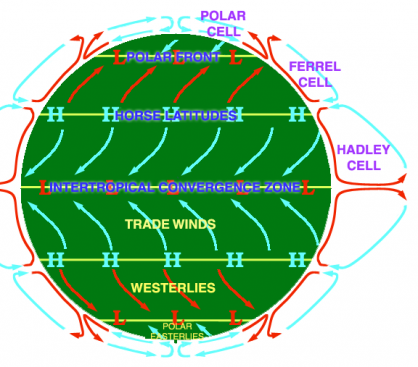 POLAR
CELL
L POLAR FRONT L L
FERREL
CELL
H HORSE LATITUDES H H H H
HADLEY
CELL
L INTERTROPICAL CONVERGENCE ZONE L L L L
TRADE WINDS
H H H H H
WESTERLIES
L L L
POLAR
EASTERLIES